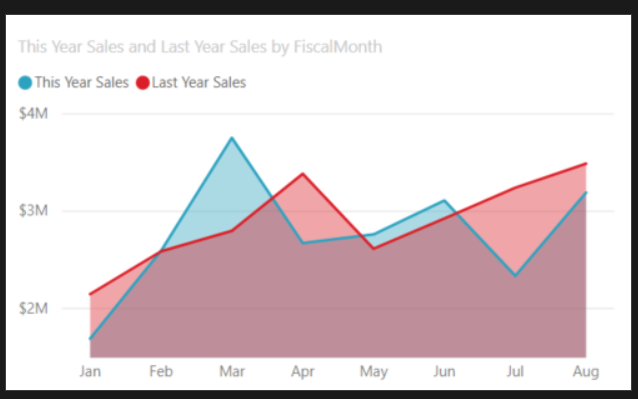 This Year Sales and Last Year Sales by FiscalMonth
This Year Sales Last Year Sales
$4M
$3M
$2M
Jan Feb Mar Apr May Jun Jul Aug